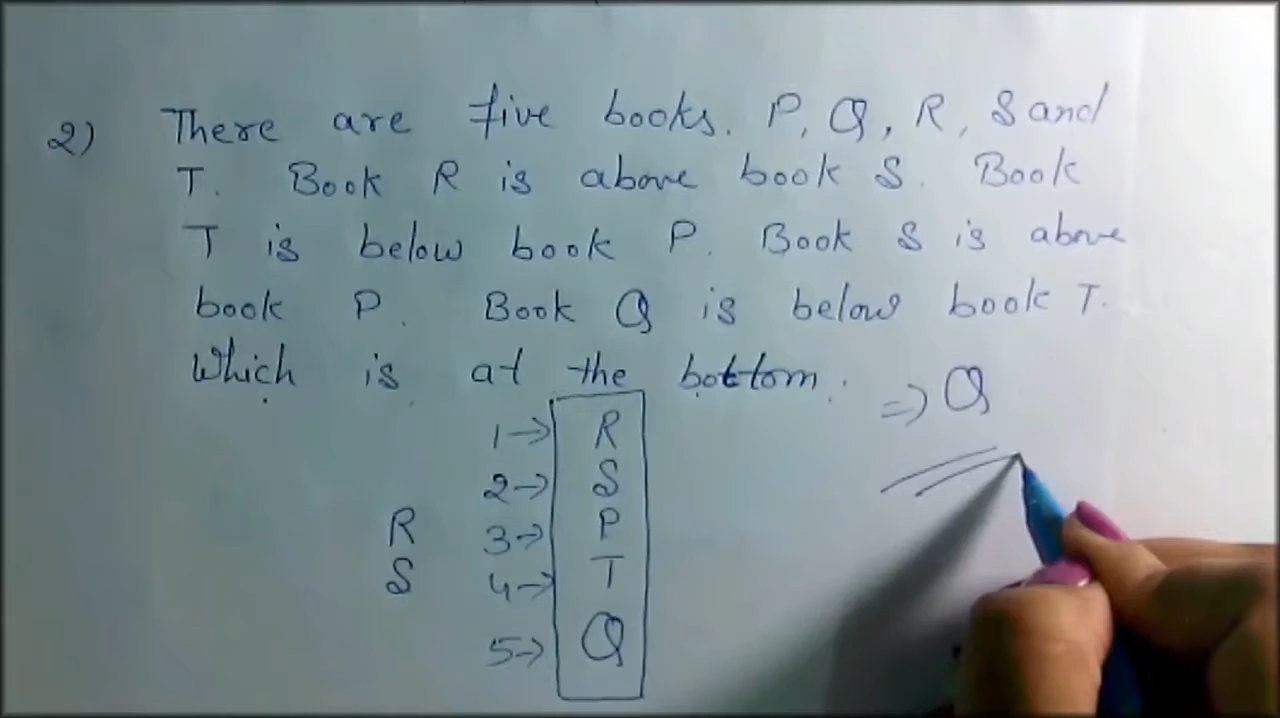 2) There are five books. P, Q, R, S and
T. Book R is above book S. Book
T is below book P. Book S is above
book P. Book Q is below book T.
Which is at the bottom. => Q
1-> R
2-> S
R 3-> P
S 4-> T
5-> Q